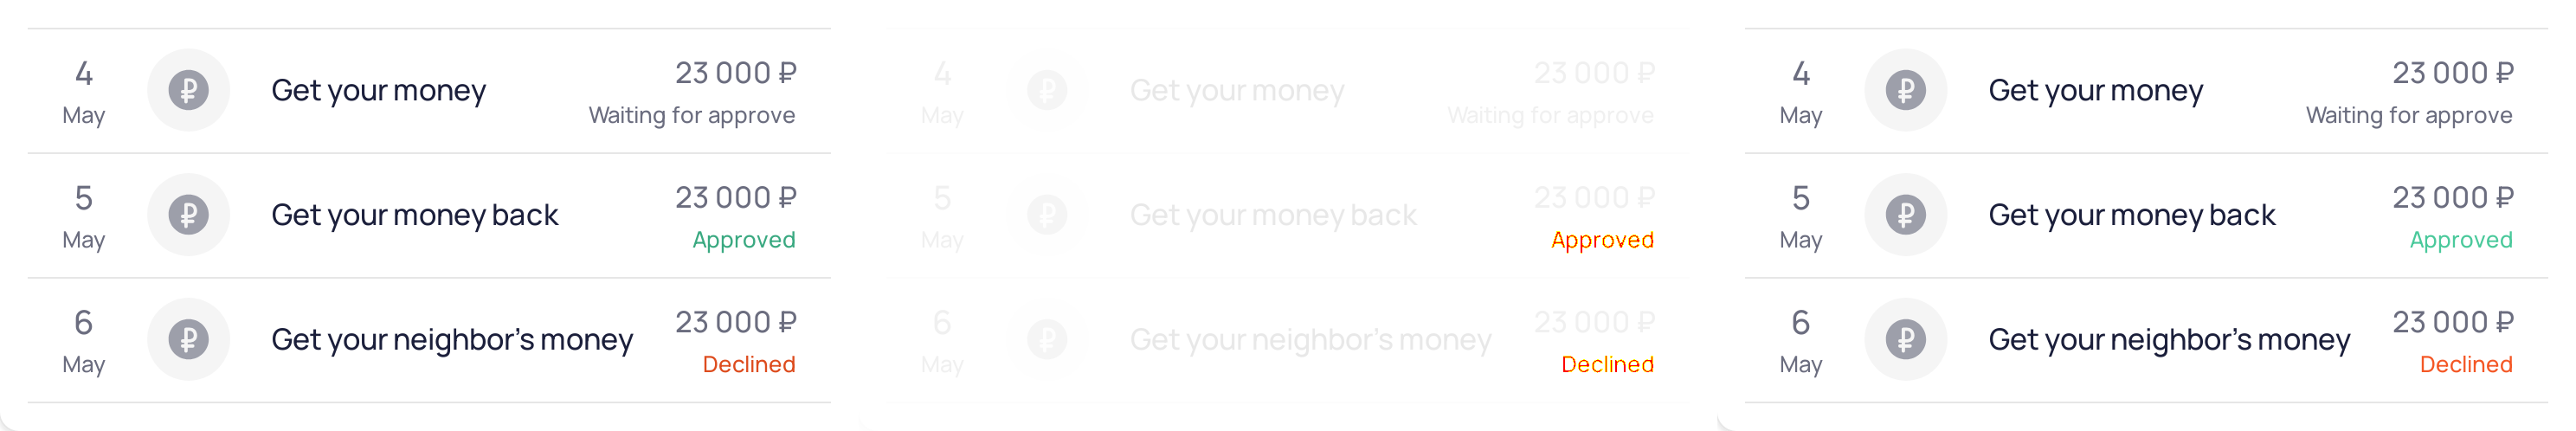 4
May
Get your money
23 000 ₽
Waiting for approve
5
May
Get your money back
23 000 ₽
Approved
6
May
Get your neighbor's money
23 000 ₽
Declined
4
May
Get your money
23 000 ₽
Waiting for approve
5
May
Get your money back
23 000 ₽
Approved
6
May
Get your neighbor's money
23 000 ₽
Declined
4
May
Get your money
23 000 ₽
Waiting for approve
5
May
Get your money back
23 000 ₽
Approved
6
May
Get your neighbor's money
23 000 ₽
Declined